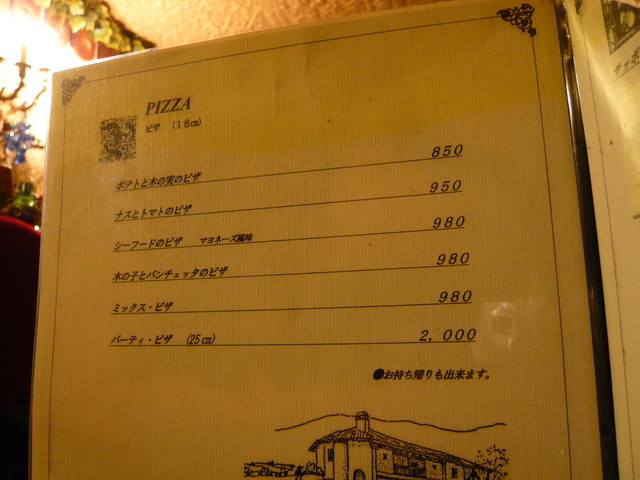 PIZZA
ピザ (18㎝)
ポテトと木の実のピザ 850
ナスとトマトのピザ 950
シーフードのピザ マヨネーズ風味 980
木の子とパンチェッタのピザ 980
ミックス・ピザ 980
パーティ・ピザ (25㎝) 2,000
●お持ち帰りも出来ます。
サッポ